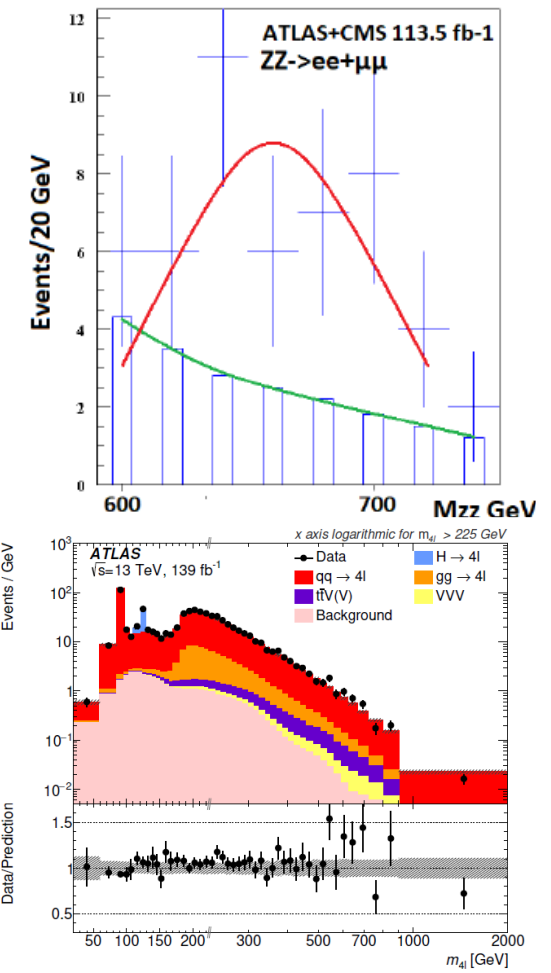 12
ATLAS+CMS 113.5 fb-1
ZZ->ee+μμ
10
8
6
4
2
0
Events/20 GeV
600 700 Mzz GeV
x axis logarithmic for m4l > 225 GeV
ATLAS
√s=13 TeV, 139 fb⁻¹
Data
H → 4l
qq → 4l
gg → 4l
tt̄V(V)
VVV
Background
Events / GeV
10³
10²
10
1
10⁻¹
10⁻²
Data/Prediction
1.5
1
0.5
50 100 150 200 300 500 1000 2000
m4l [GeV]